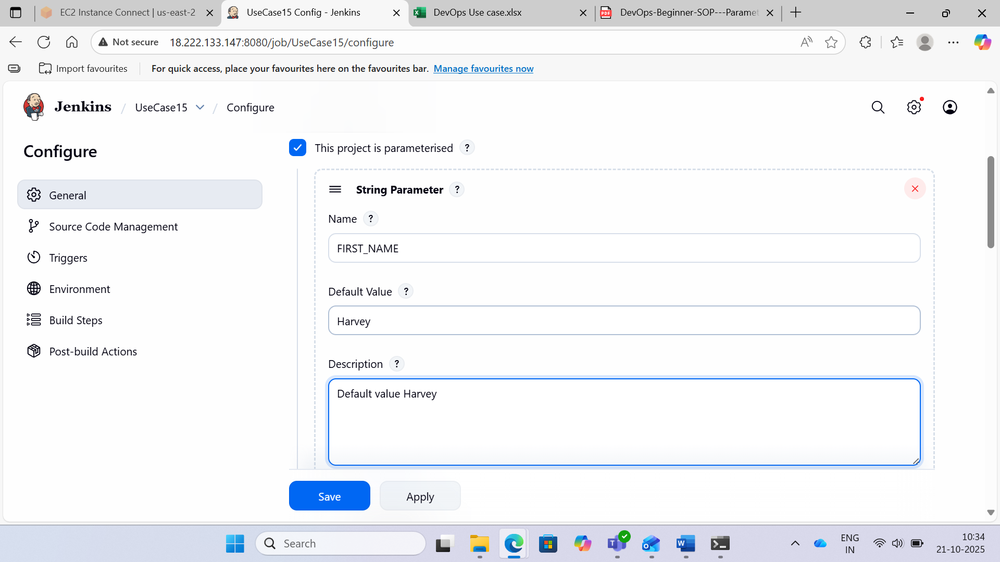 EC2 Instance Connect | us-east-2
UseCase15 Config - Jenkins
DevOps Use case.xlsx
PDF
DevOps-Beginner-SOP---Paramet
Not secure
18.222.133.147:8080/job/UseCase15/configure
Import favourites
For quick access, place your favourites here on the favourites bar. Manage favourites now
Jenkins / UseCase15 / Configure
Configure
General
Source Code Management
Triggers
Environment
Build Steps
Post-build Actions
This project is parameterised ?
String Parameter ?
Name ?
FIRST_NAME
Default Value ?
Harvey
Description ?
Default value Harvey
Save
Apply
Search
ENG
IN
10:34
21-10-2025